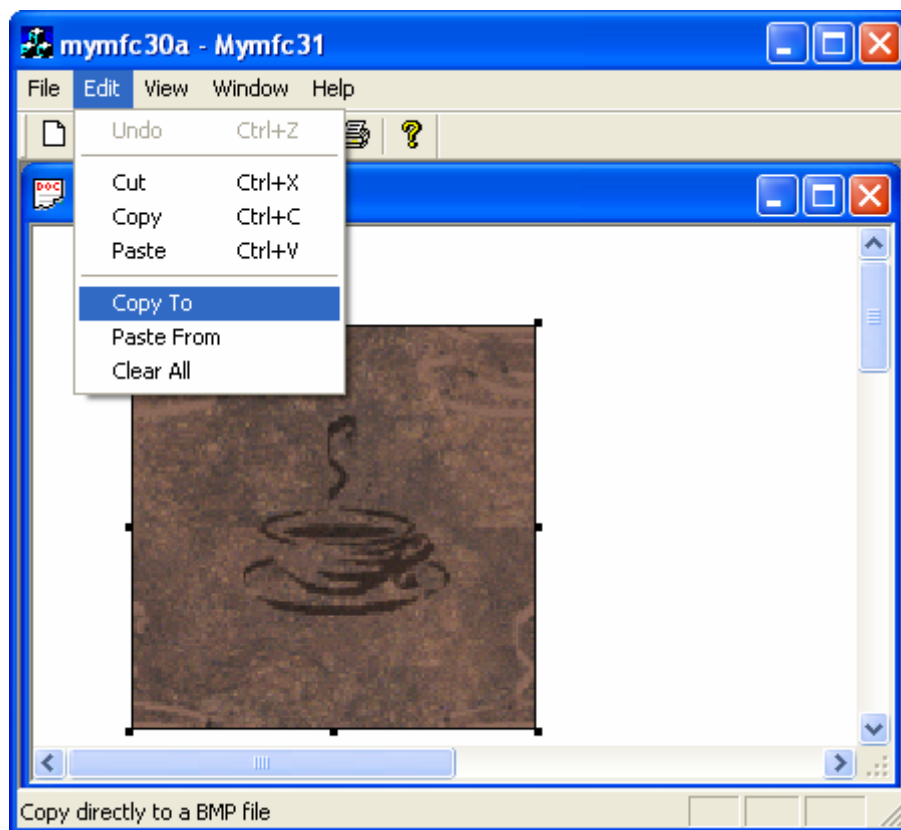 mymfc30a - Mymfc31
File Edit View Window Help
Undo Ctrl+Z
Cut Ctrl+X
Copy Ctrl+C
Paste Ctrl+V
Copy To
Paste From
Clear All
DOC
Copy directly to a BMP file